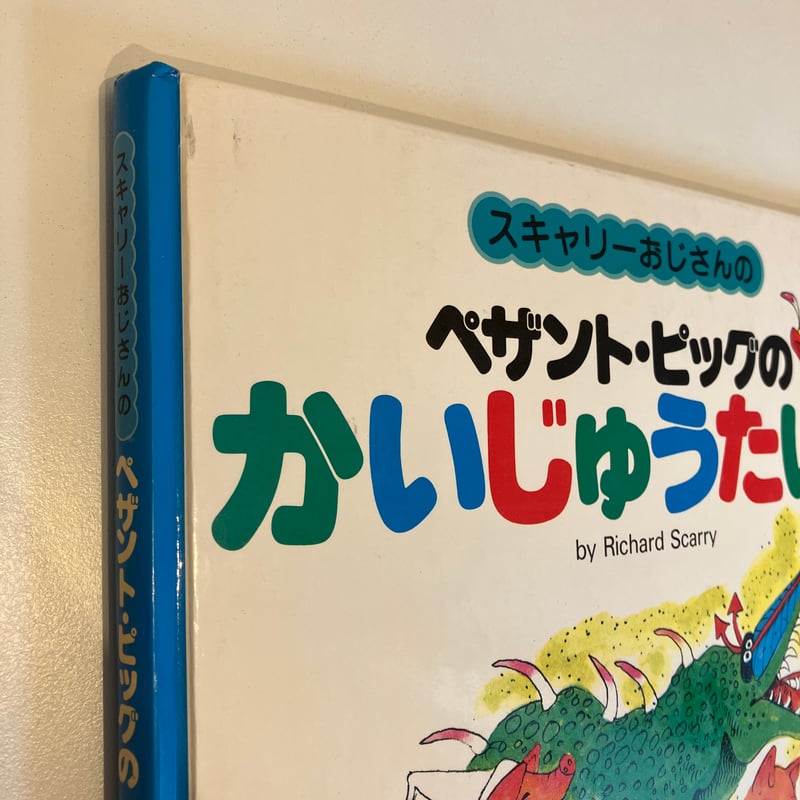 スキャリーおじさんの
ペザント・ピッグの
かいじゅうたい
by Richard Scarry
スキャリーおじさんの ペザント・ピッグの